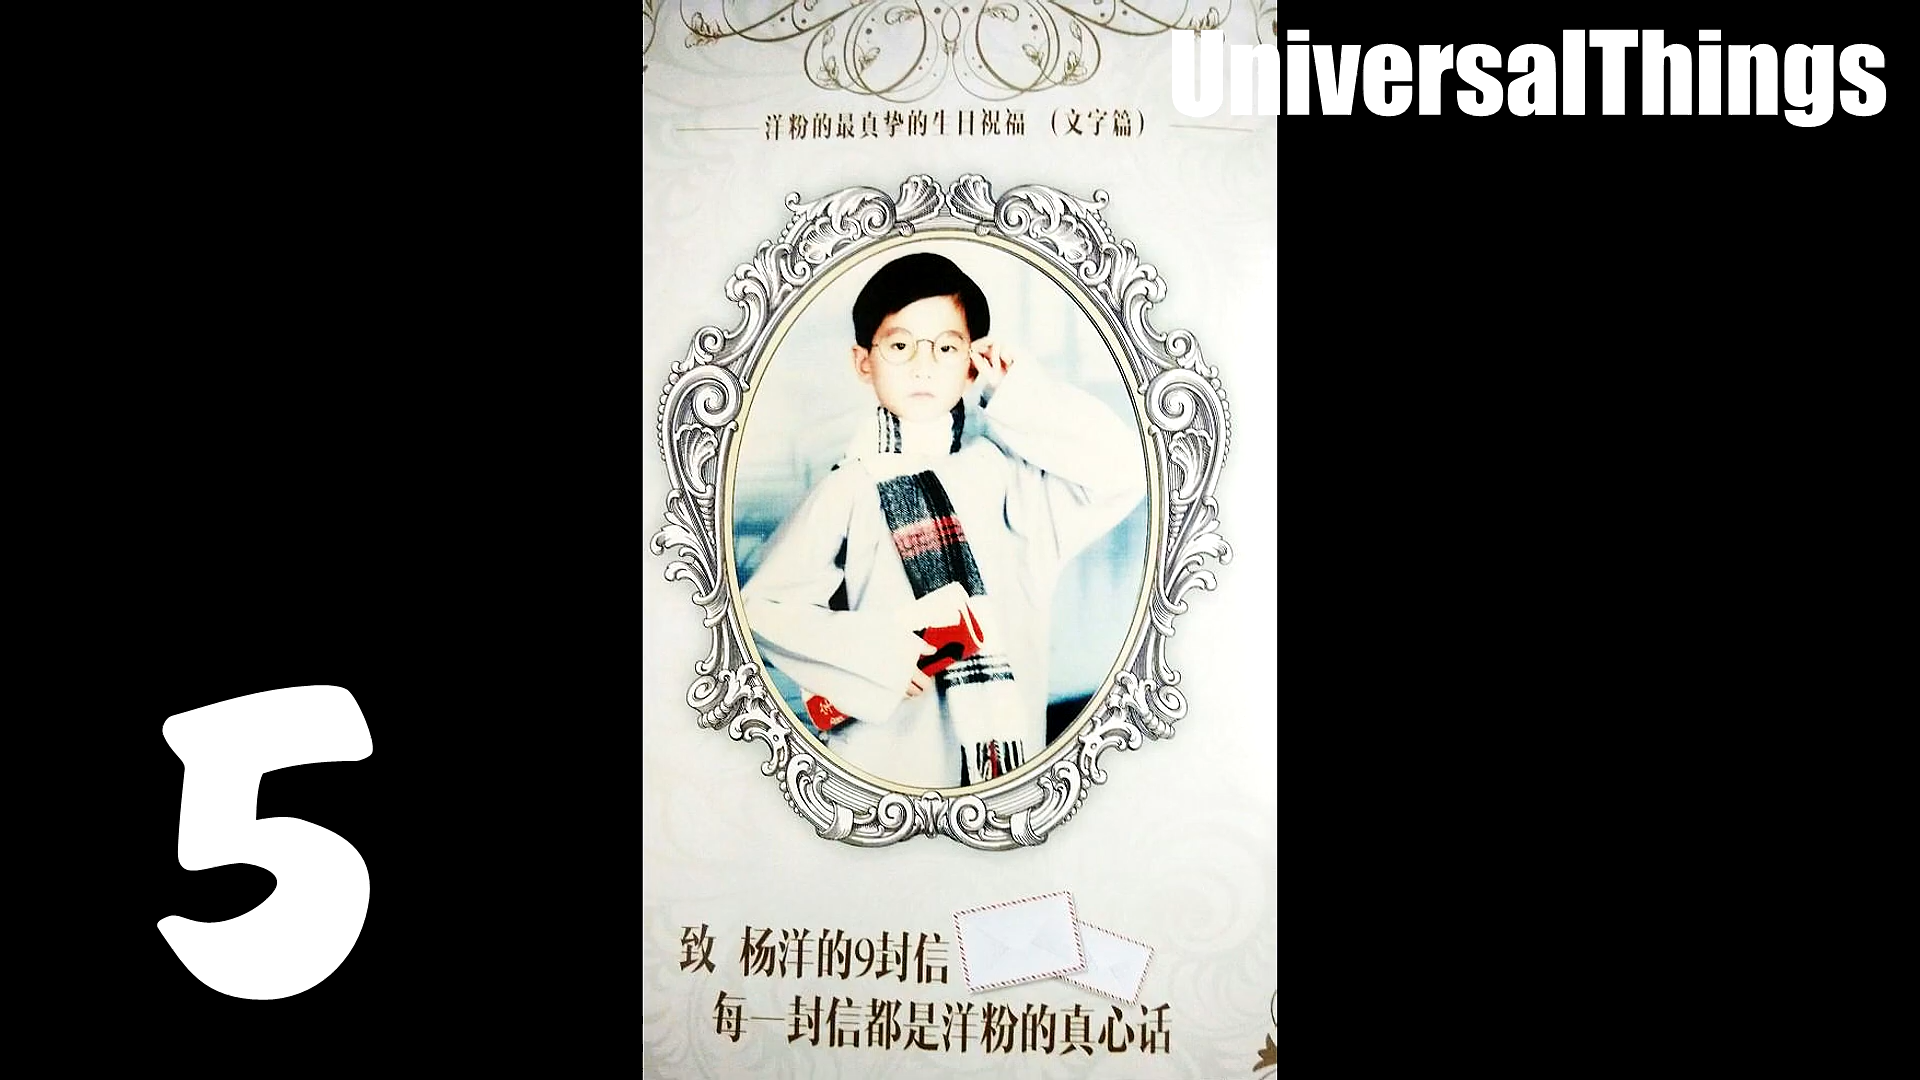 UniversalThings
洋粉的最真挚的生日祝福 (文字篇)
5
致 杨洋的9封信
每一封信都是洋粉的真心话